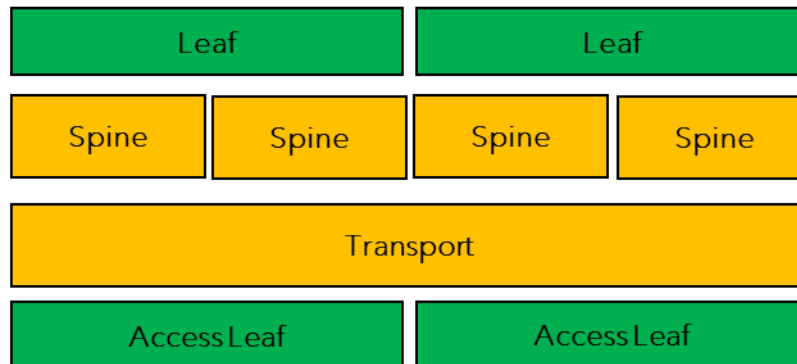 Leaf Leaf
Spine Spine Spine Spine
Transport
Access Leaf Access Leaf